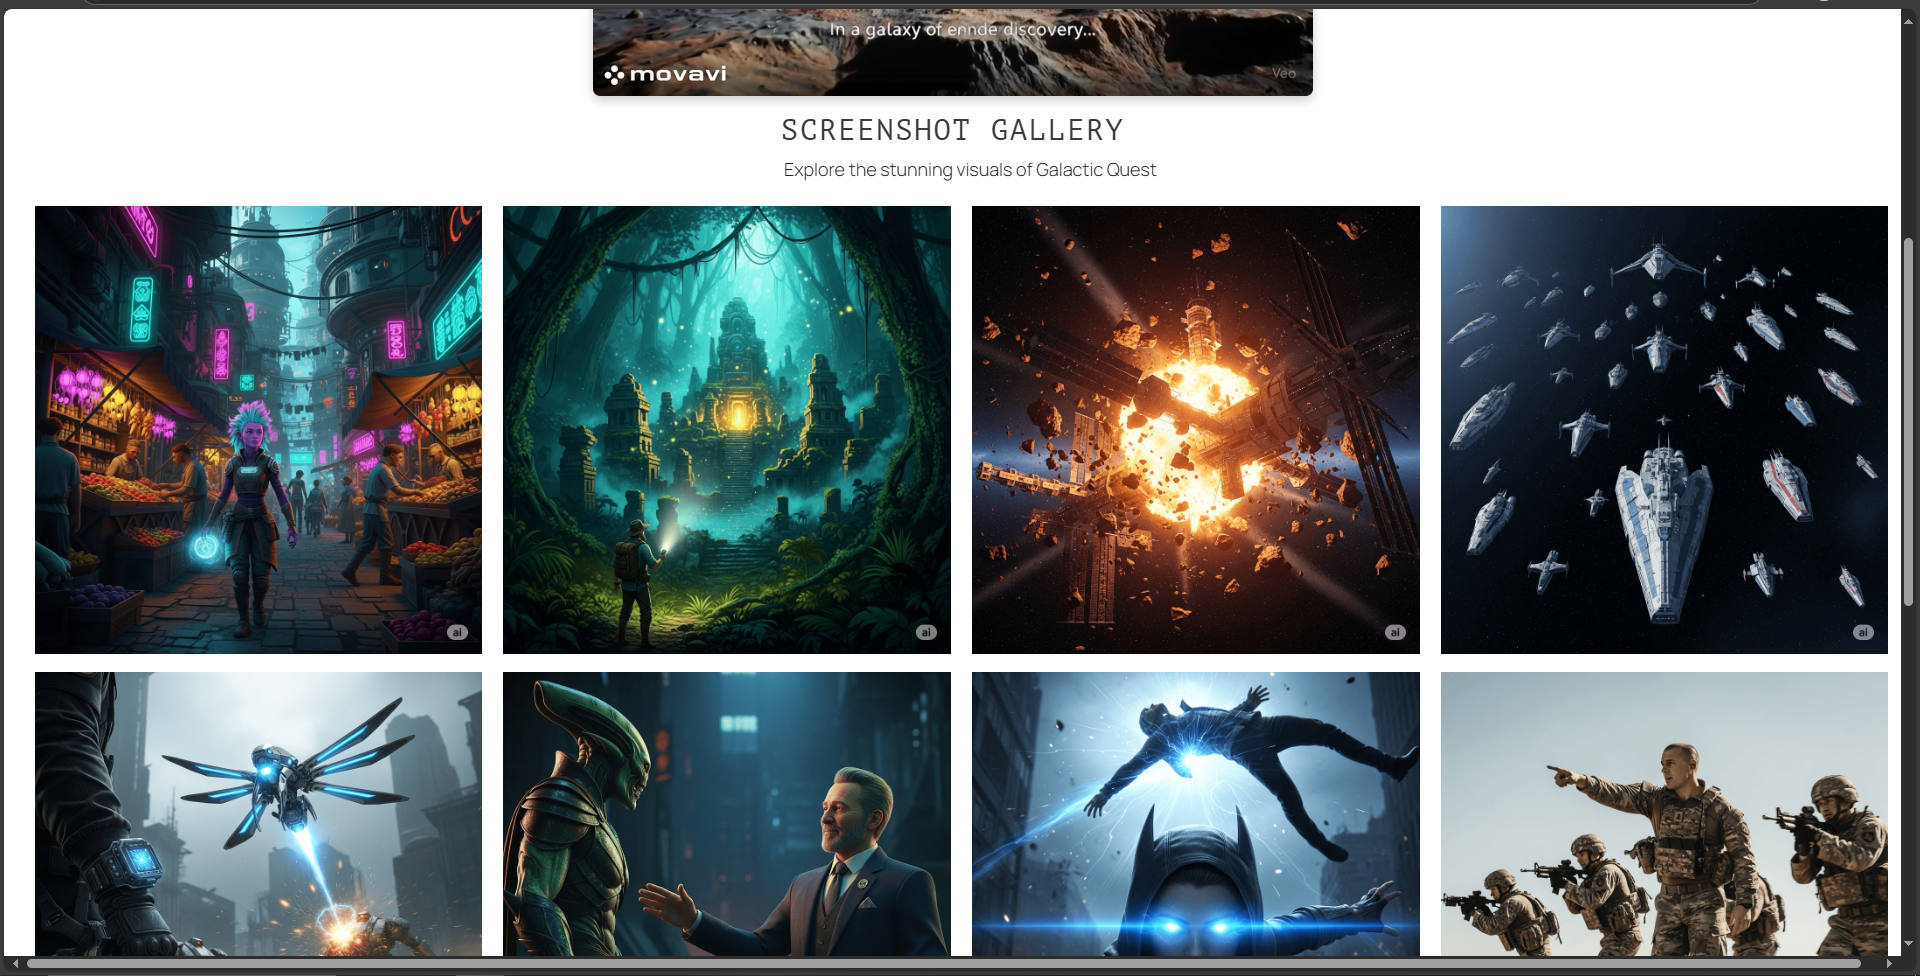 In a galaxy of ennde discovery...
movavi
Veo
SCREENSHOT GALLERY
Explore the stunning visuals of Galactic Quest
ai
ai
ai
ai